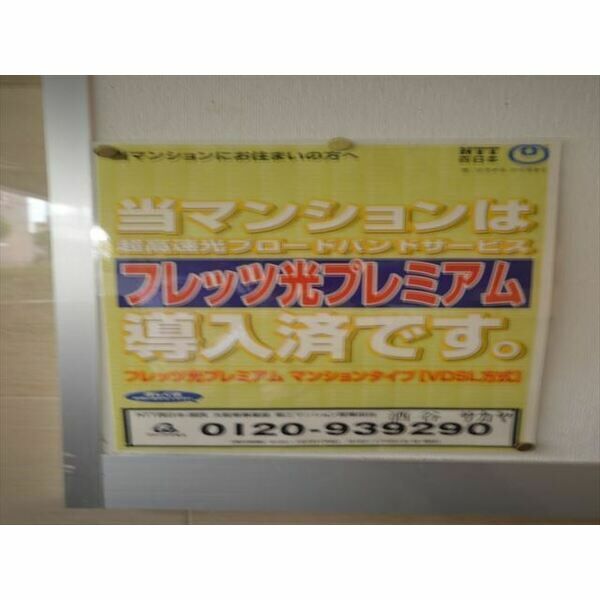 当マンションにお住まいの方へ
NTT
西日本
当マンションは
超高速光ブロードバンドサービス
フレッツ光プレミアム
導入済です。
フレッツ光プレミアム マンションタイプ【VDSL方式】
0120-939290